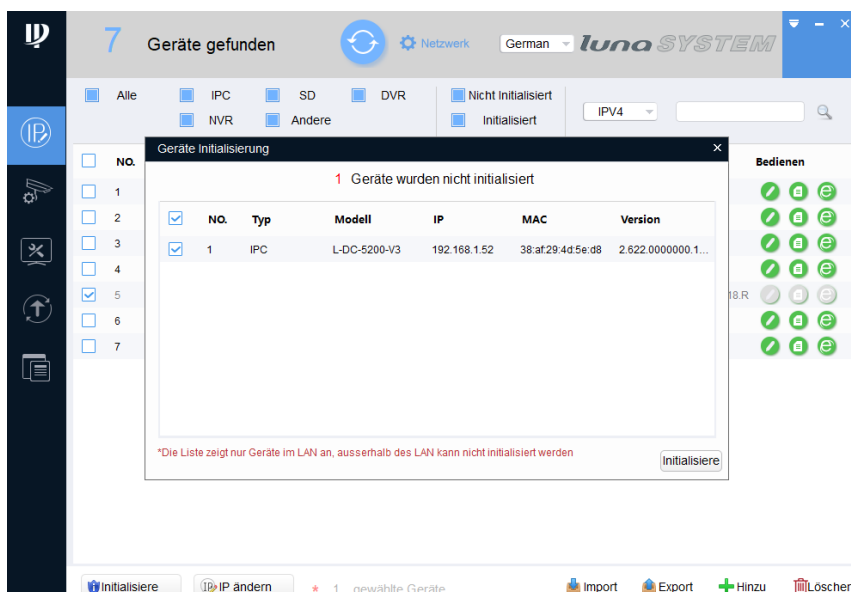 7 Geräte gefunden Netzwerk German luna SYSTEM
Alle IPC SD DVR Nicht Initialisiert
NVR Andere Initialisiert IPV4
NO. Bedienen
Geräte Initialisierung
1 Geräte wurden nicht initialisiert
NO. Typ Modell IP MAC Version
1 IPC L-DC-5200-V3 192.168.1.52 38:af:29:4d:5e:d8 2.622.0000000.1...
1
2
3
4
5 18.R
6
7
*Die Liste zeigt nur Geräte im LAN an, ausserhalb des LAN kann nicht initialisiert werden
Initialisiere
Initialisiere IP ändern * 1 gewählte Geräte Import Export Hinzu Löschen